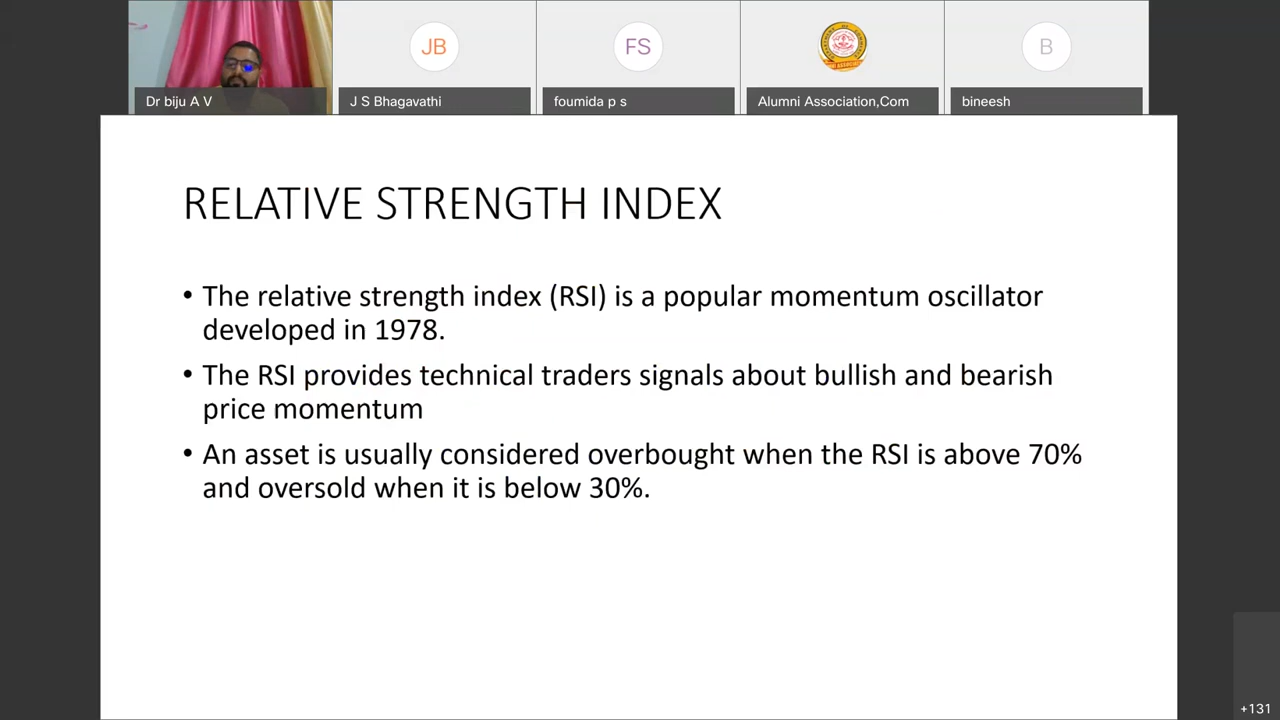 JB
FS
B
Dr biju A V
J S Bhagavathi
foumida p s
Alumni Association,Com
bineesh
RELATIVE STRENGTH INDEX
• The relative strength index (RSI) is a popular momentum oscillator
developed in 1978.
• The RSI provides technical traders signals about bullish and bearish
price momentum
• An asset is usually considered overbought when the RSI is above 70%
and oversold when it is below 30%.
+131